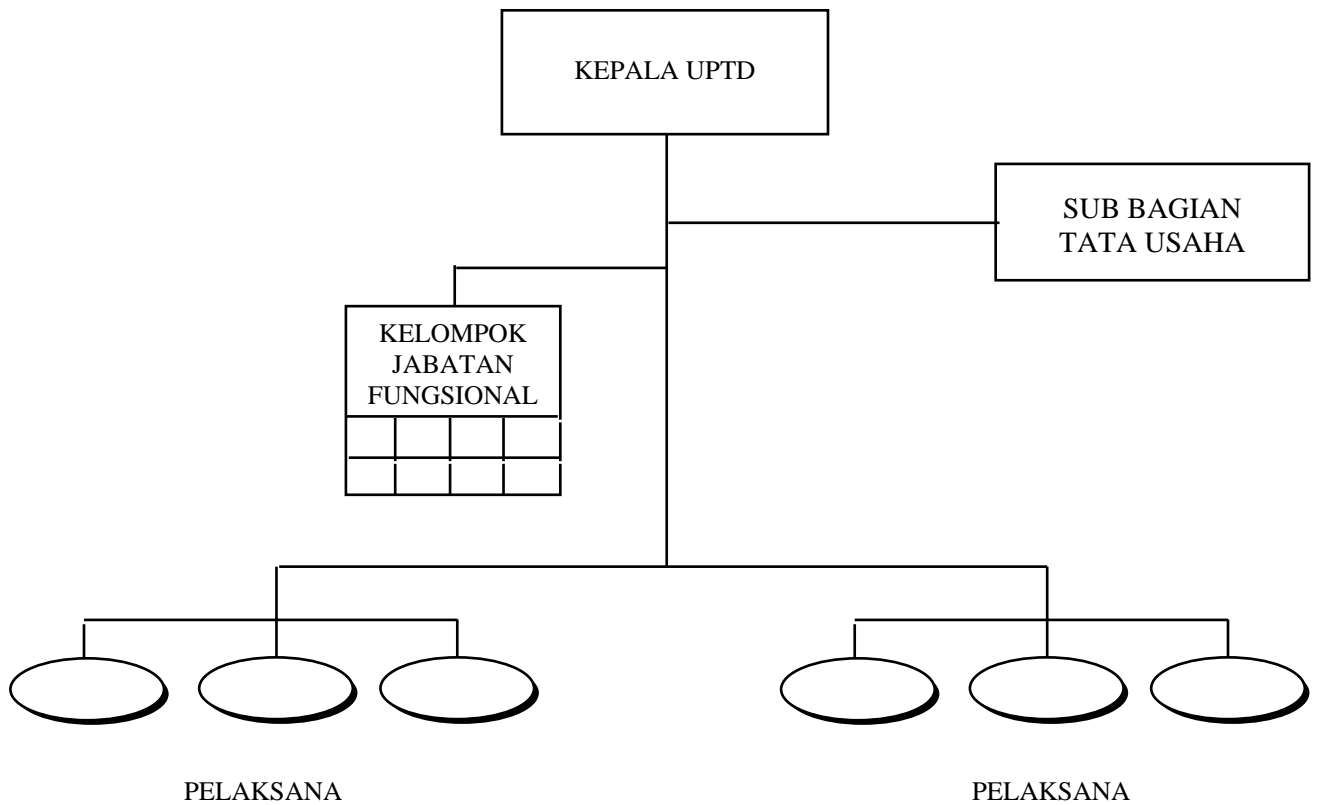 KEPALA UPTD
SUB BAGIAN
TATA USAHA
KELOMPOK
JABATAN
FUNGSIONAL
PELAKSANA
PELAKSANA